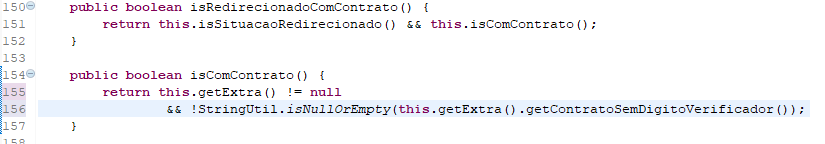 150 public boolean isRedirecionadoComContrato() {
151 return this.isSituacaoRedirecionado() && this.isComContrato();
152 }
153
154 public boolean isComContrato() {
155 return this.getExtra() != null
156 && !StringUtil.isNullOrEmpty(this.getExtra().getContratoSemDigitoVerificador());
157 }
158